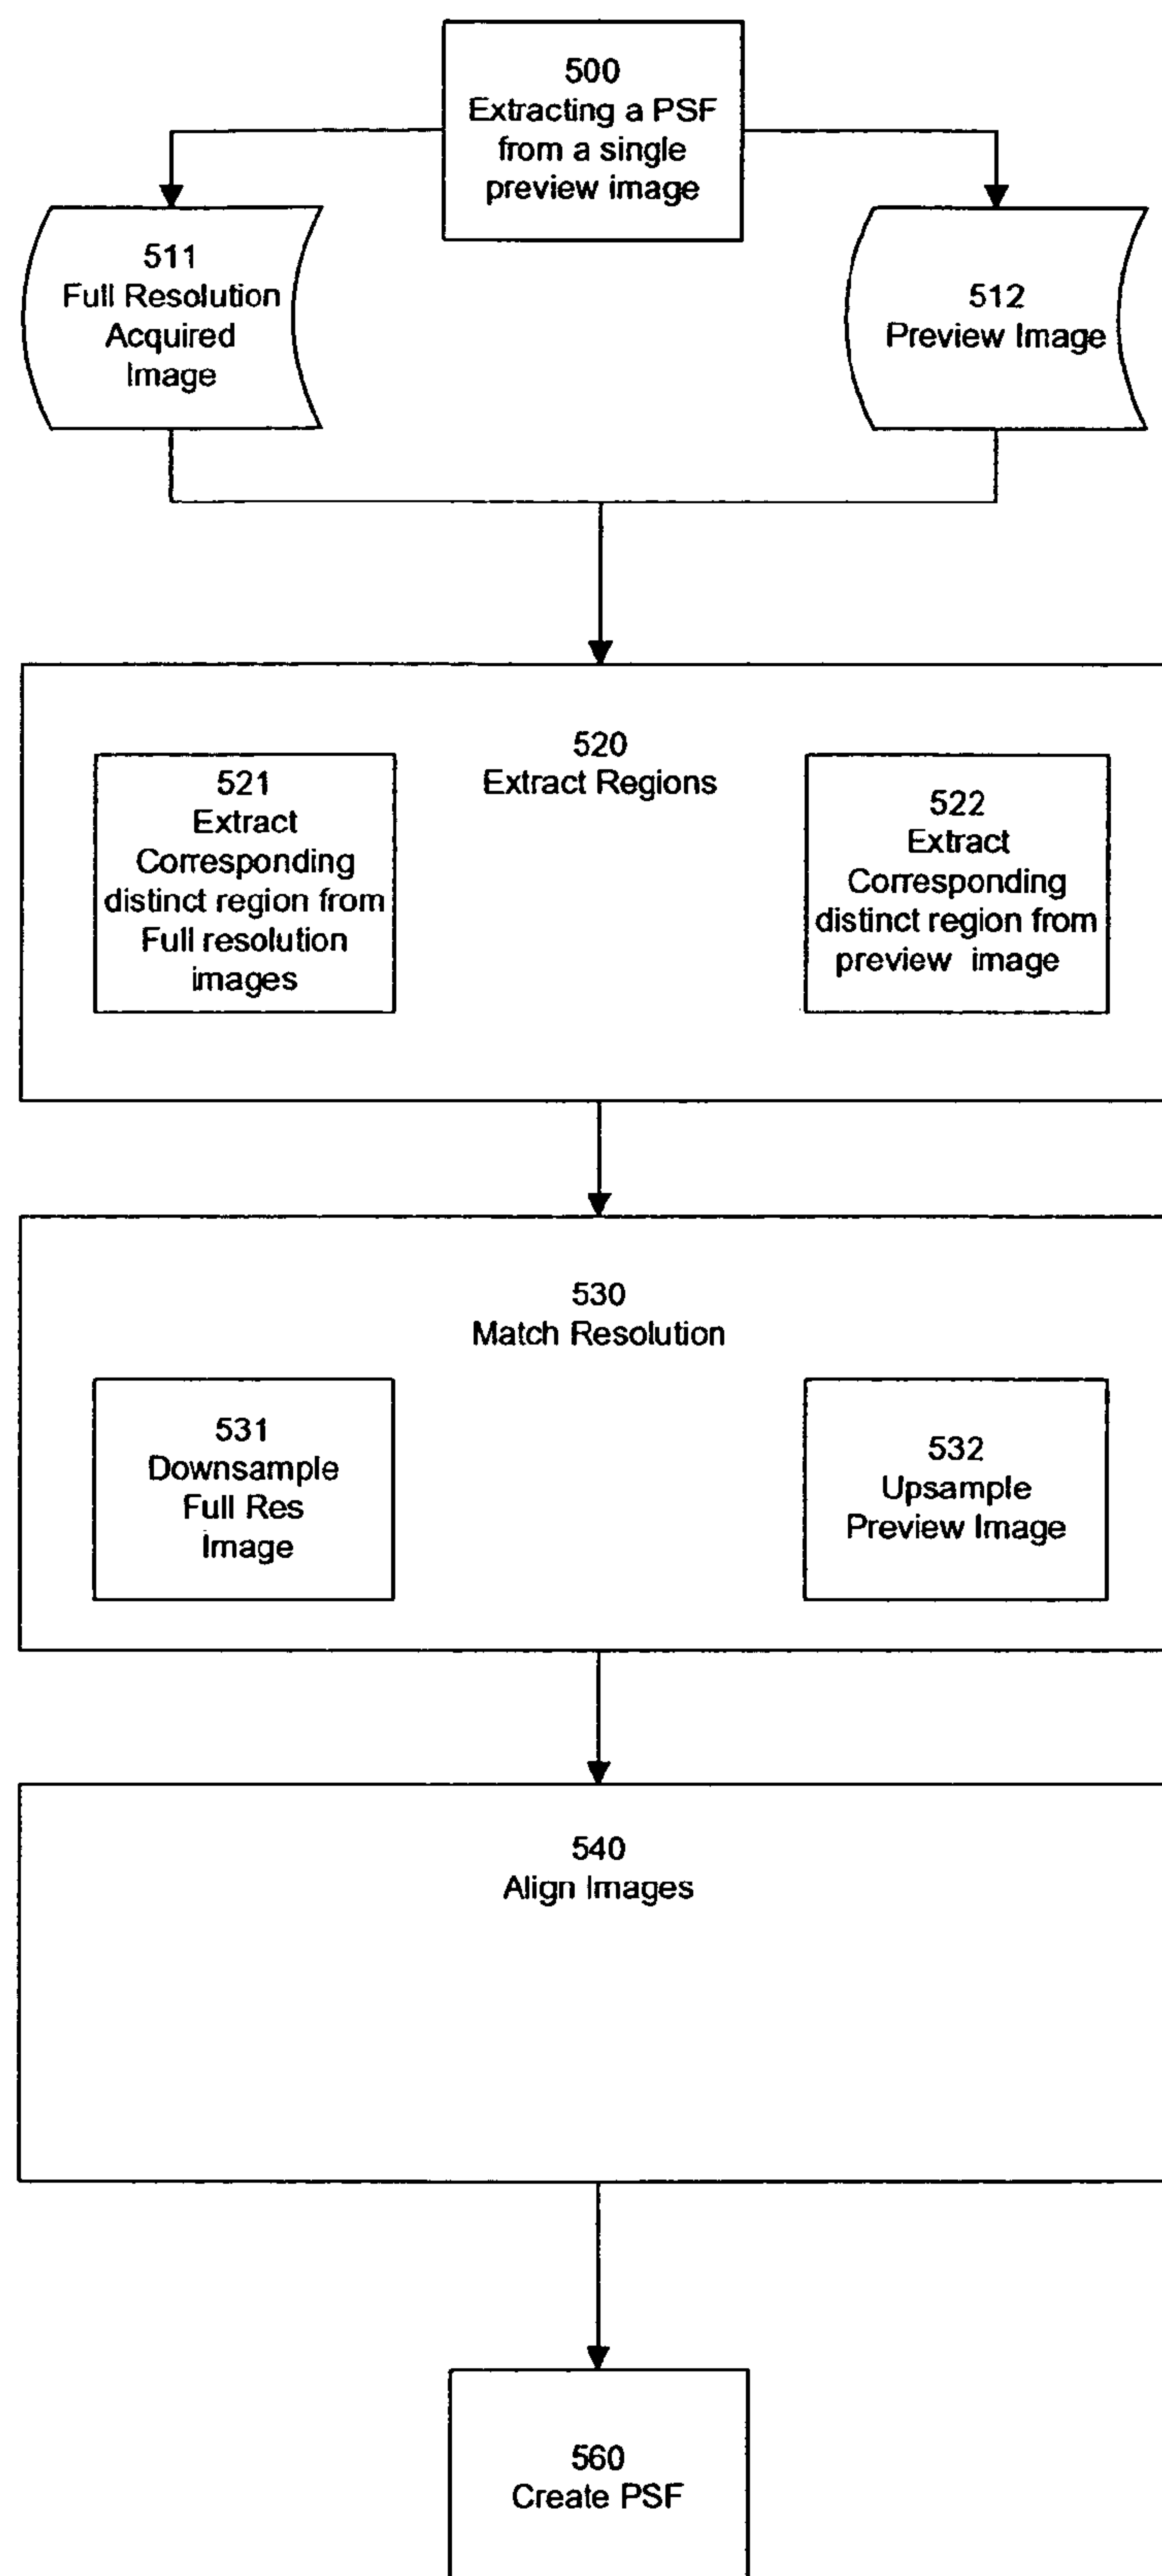 500
Extracting a PSF
from a single
preview image
511
Full Resolution
Acquired
Image
512
Preview Image
520
Extract Regions
521
Extract
Corresponding
distinct region from
Full resolution
images
522
Extract
Corresponding
distinct region from
preview image
530
Match Resolution
531
Downsample
Full Res
Image
532
Upsample
Preview Image
540
Align Images
560
Create PSF